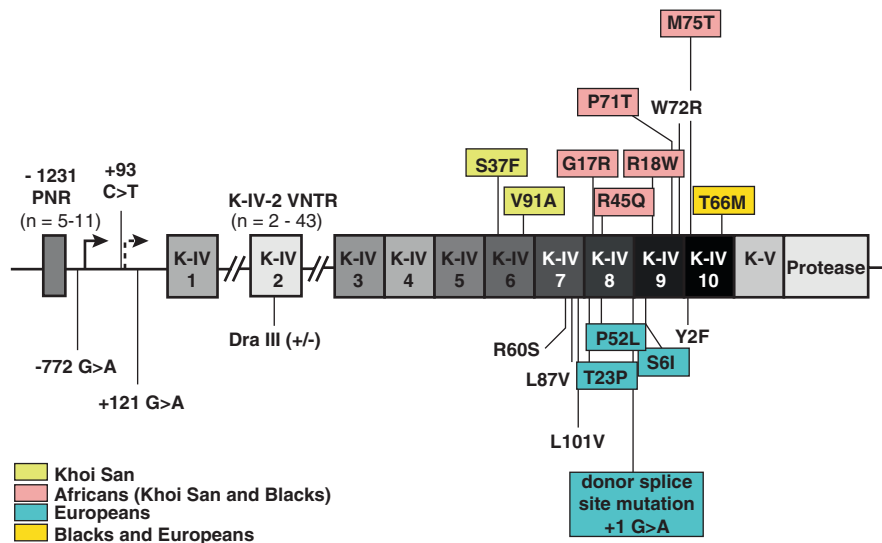 M75T
P71T
W72R
- 1231
PNR
(n = 5-11)
+93
C>T
K-IV-2 VNTR
(n = 2 - 43)
S37F
G17R
R18W
V91A
R45Q
T66M
K-IV
1
K-IV
2
K-IV
3
K-IV
4
K-IV
5
K-IV
6
K-IV
7
K-IV
8
K-IV
9
K-IV
10
K-V
Protease
-772 G>A
+121 G>A
Dra III (+/-)
R60S
L87V
L101V
P52L
T23P
S6I
Y2F
donor splice
site mutation
+1 G>A
Khoi San
Africans (Khoi San and Blacks)
Europeans
Blacks and Europeans